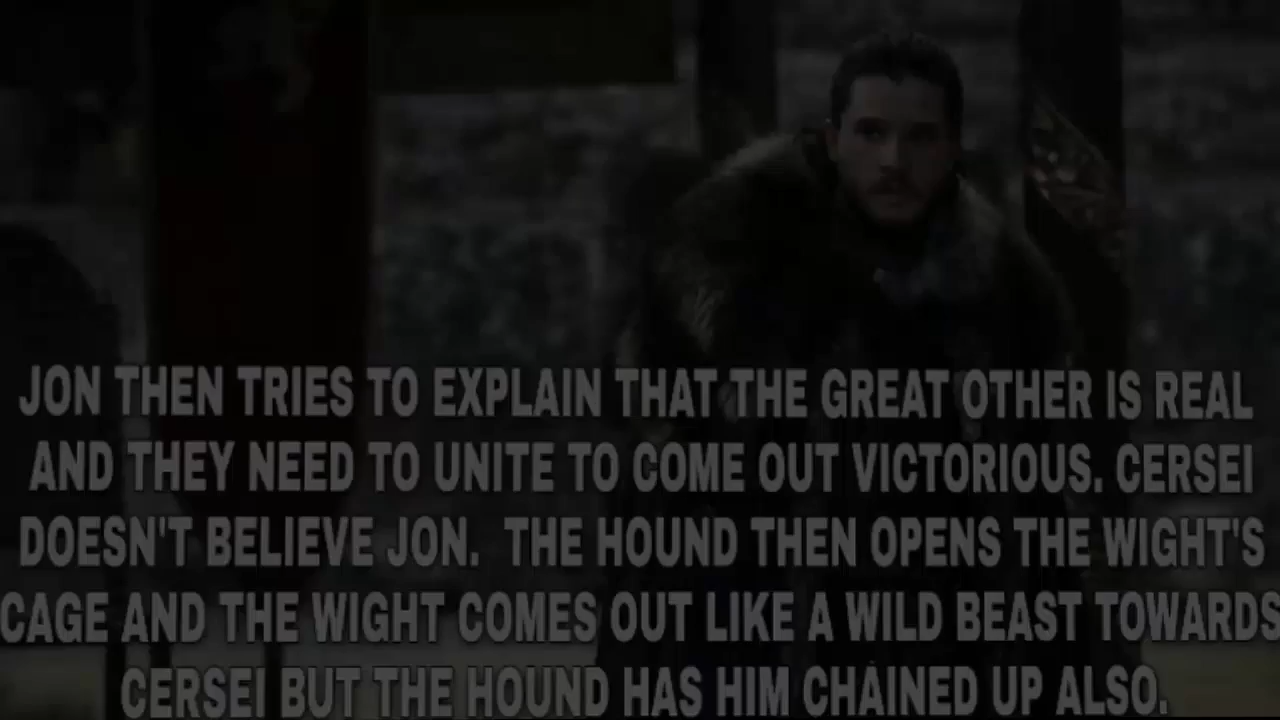 JON THEN TRIES TO EXPLAIN THAT THE GREAT OTHER IS REAL
AND THEY NEED TO UNITE TO COME OUT VICTORIOUS. CERSEI
DOESN'T BELIEVE JON. THE HOUND THEN OPENS THE WIGHT'S
CAGE AND THE WIGHT COMES OUT LIKE A WILD BEAST TOWARDS
CERSEI BUT THE HOUND HAS HIM CHAINED UP ALSO.